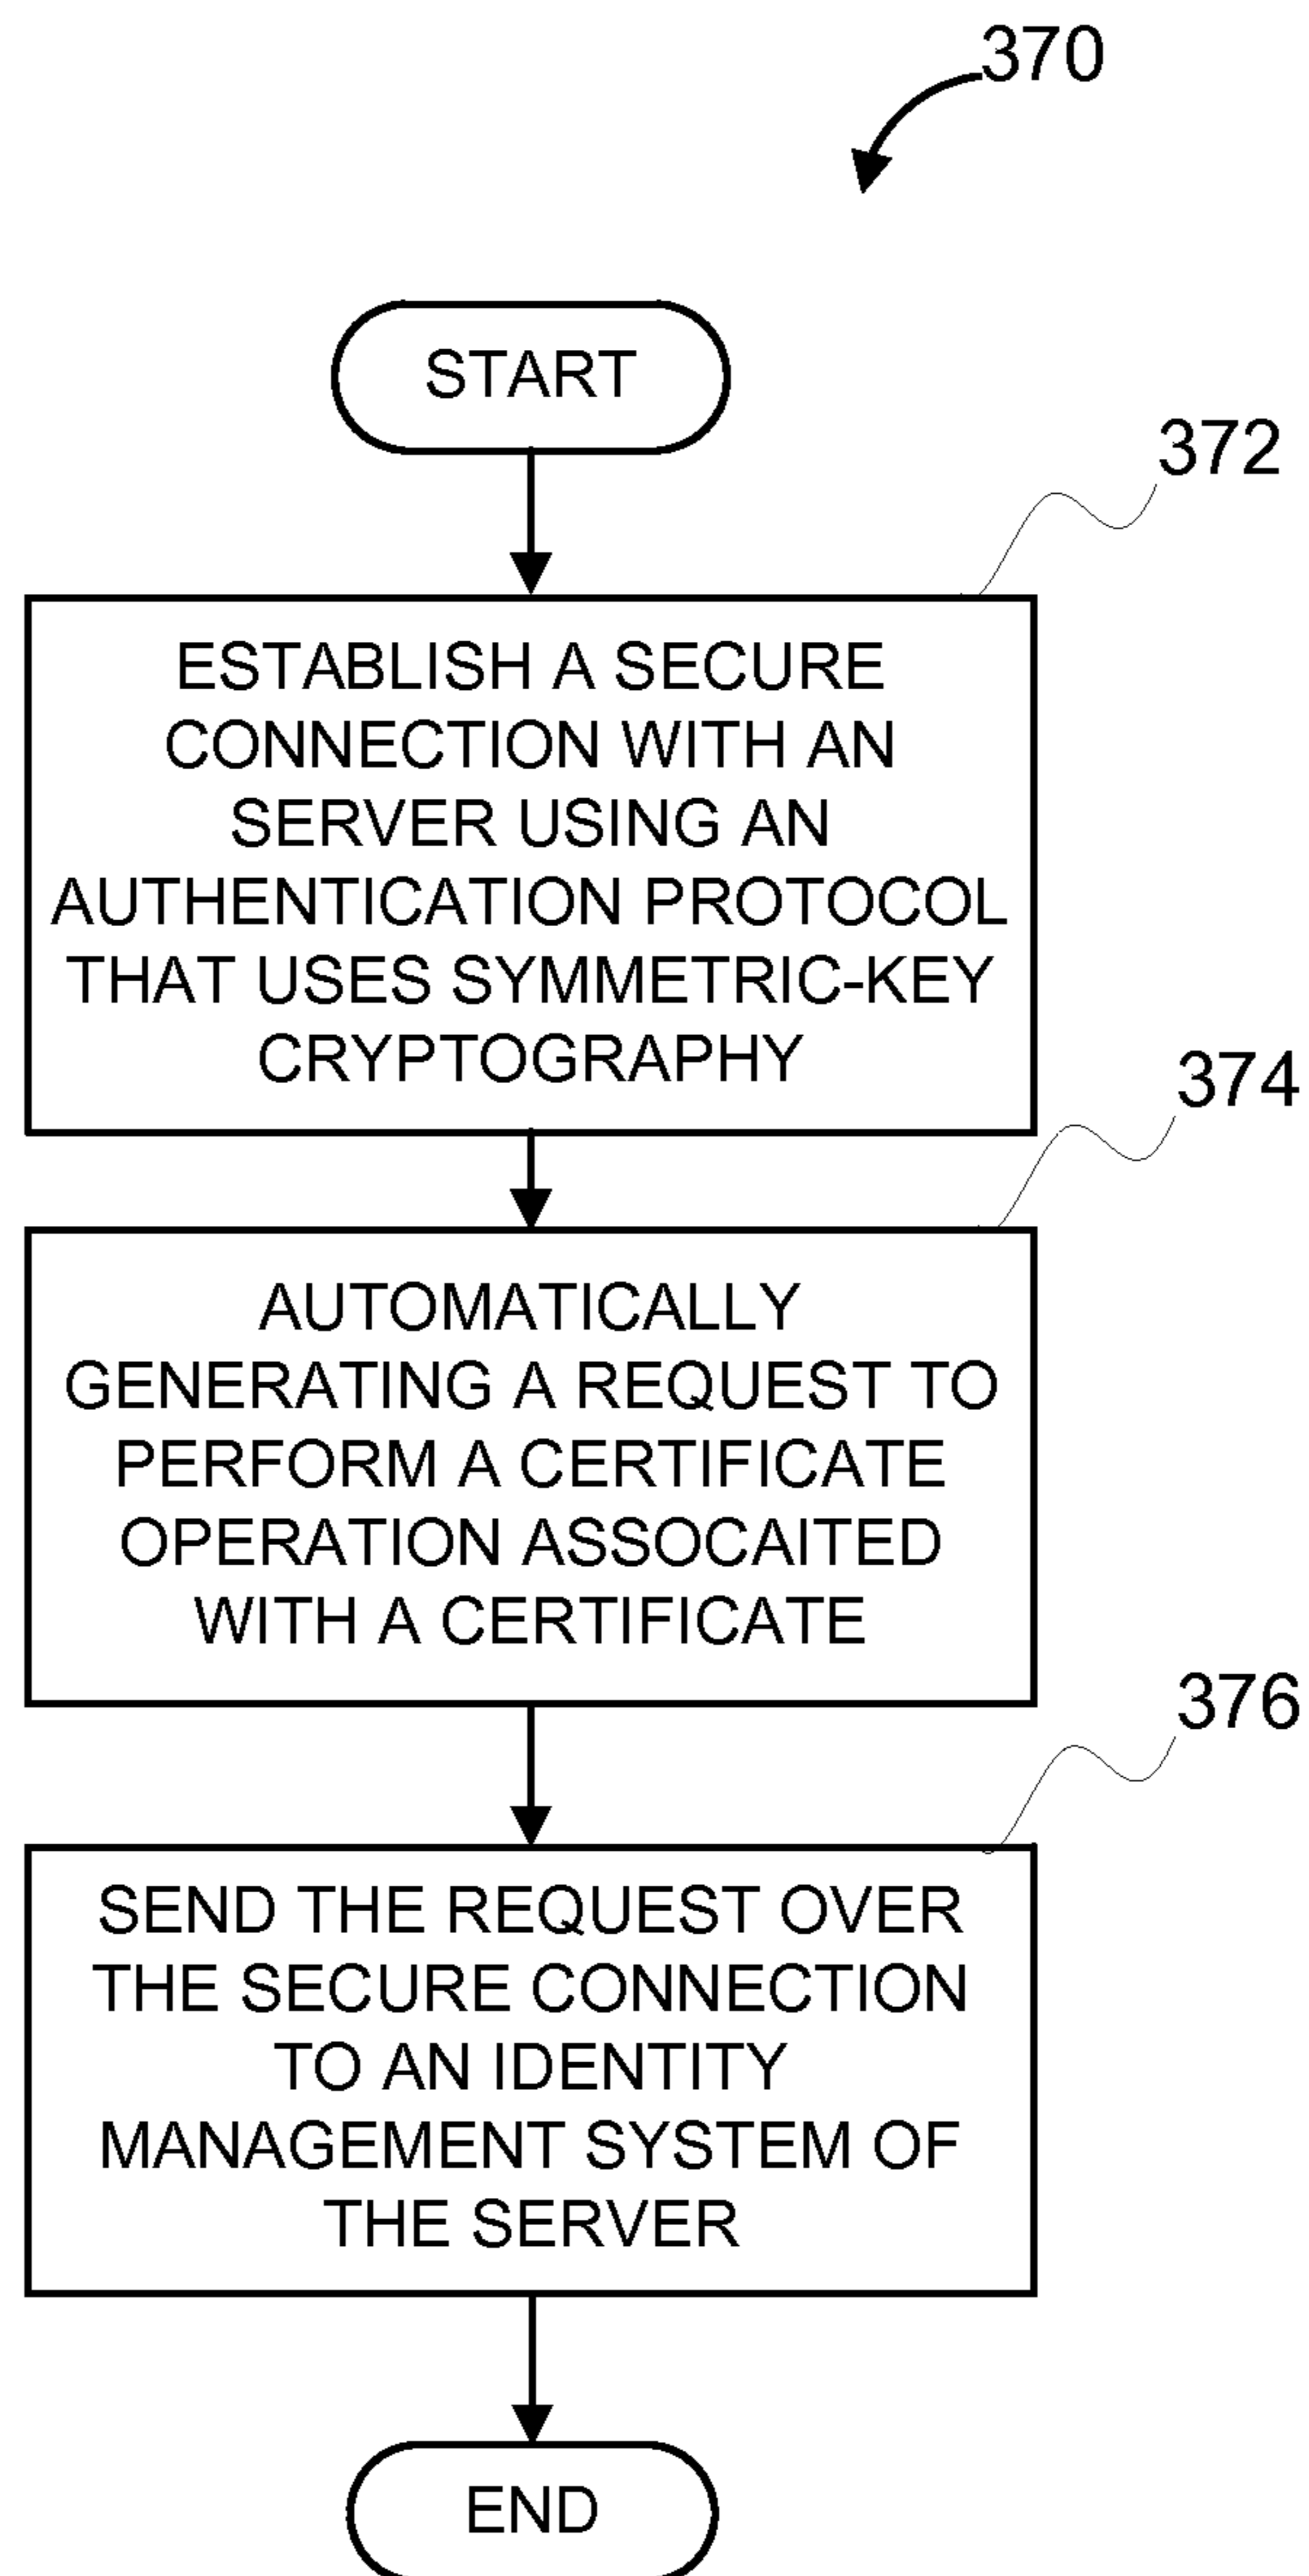 370
START
372
ESTABLISH A SECURE
CONNECTION WITH AN
SERVER USING AN
AUTHENTICATION PROTOCOL
THAT USES SYMMETRIC-KEY
CRYPTOGRAPHY
374
AUTOMATICALLY
GENERATING A REQUEST TO
PERFORM A CERTIFICATE
OPERATION ASSOCAITED
WITH A CERTIFICATE
376
SEND THE REQUEST OVER
THE SECURE CONNECTION
TO AN IDENTITY
MANAGEMENT SYSTEM OF
THE SERVER
END